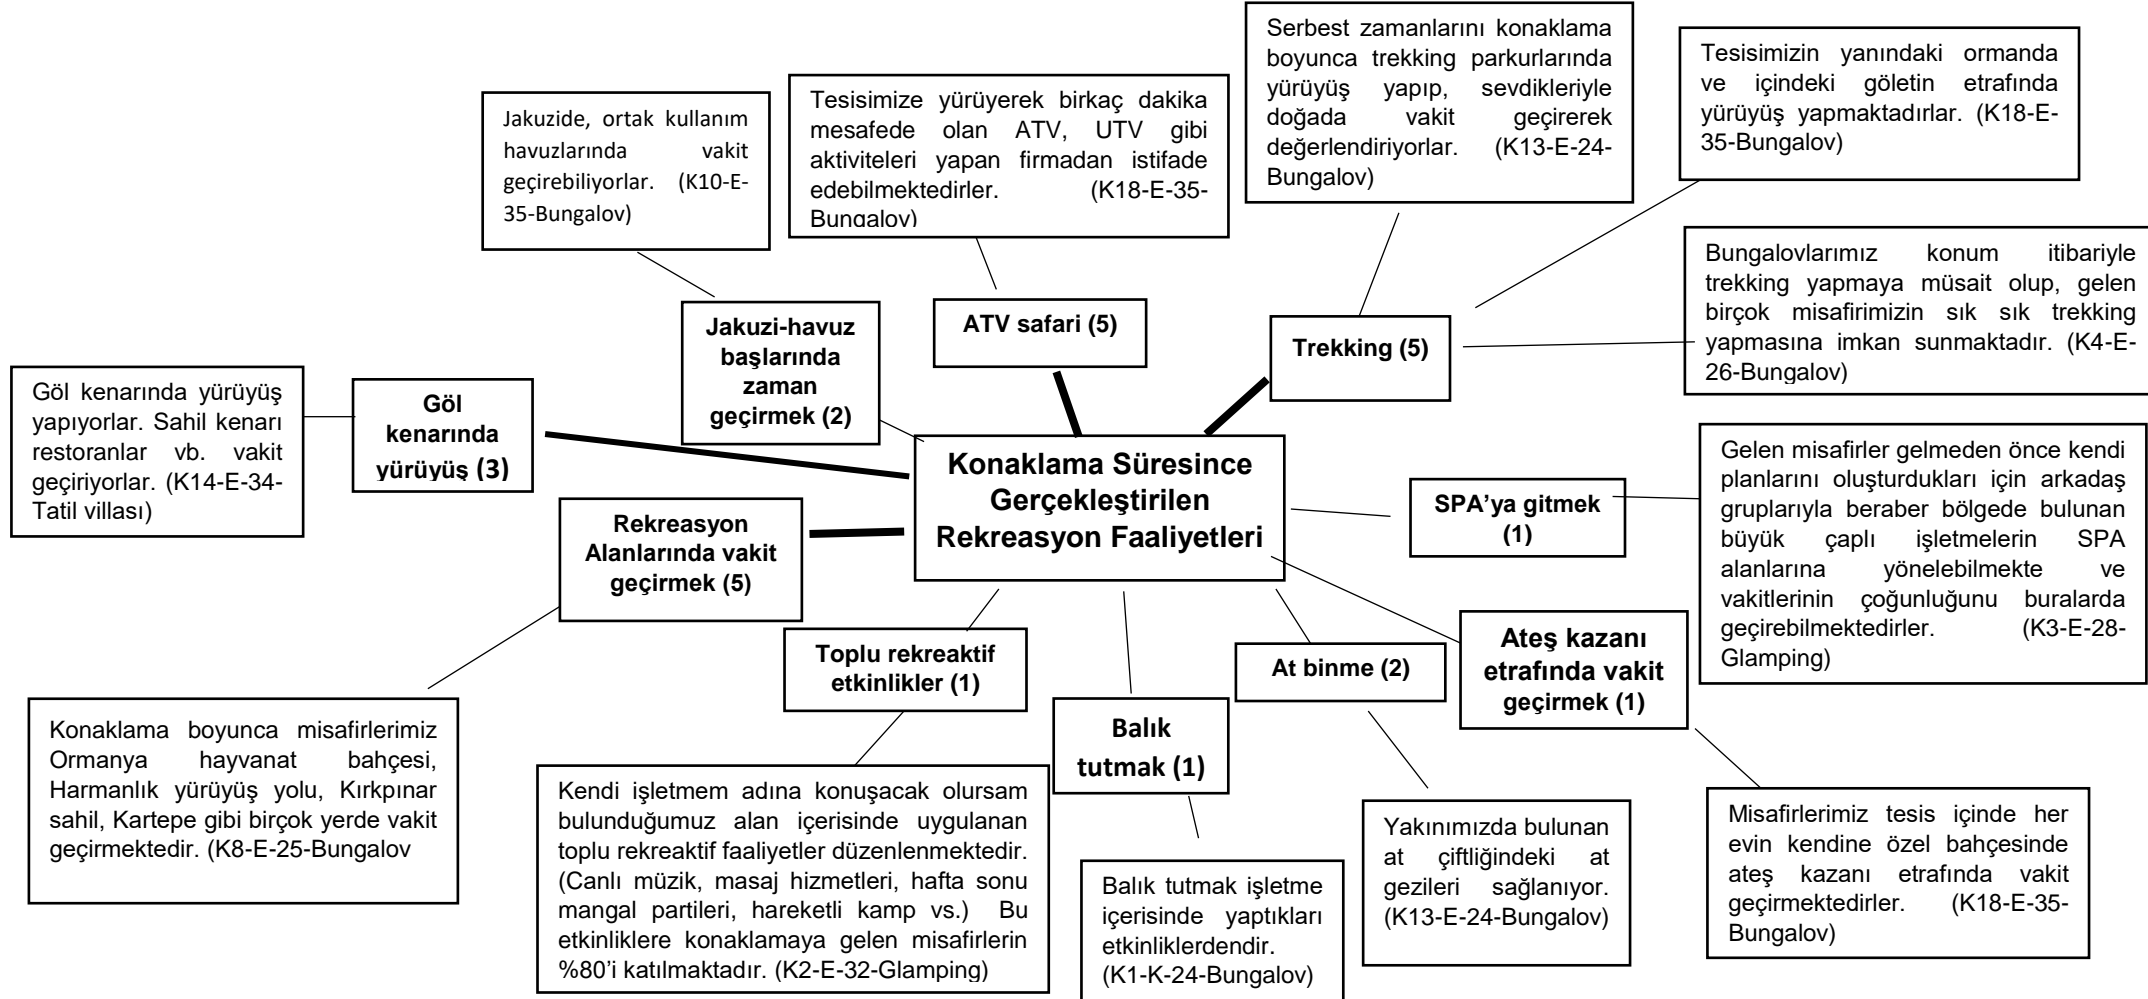 Serbest zamanlarını konaklama
boyunca trekking parkurlarında
yürüyüş yapıp, sevdikleriyle
doğada vakit geçirerek
değerlendiriyorlar. (K13-E-24-
Bungalov)
Tesisimizin yanındaki ormanda
ve içindeki göletin etrafında
yürüyüş yapmaktadırlar. (K18-E-
35-Bungalov)
Tesisimize yürüyerek birkaç dakika
mesafede olan ATV, UTV gibi
aktiviteleri yapan firmadan istifade
edebilmektedirler. (K18-E-35-
Bungalov)
Jakuzide, ortak kullanım
havuzlarında vakit
geçirebiliyorlar. (K10-E-
35-Bungalov)
Bungalovlarımız konum itibariyle
trekking yapmaya müsait olup, gelen
birçok misafirimizin sık sık trekking
yapmasına imkan sunmaktadır. (K4-E-
26-Bungalov)
Jakuzi-havuz
başlarında
zaman
geçirmek (2)
ATV safari (5)
Trekking (5)
Göl kenarında yürüyüş
yapıyorlar. Sahil kenarı
restoranlar vb. vakit
geçiriyorlar. (K14-E-34-
Tatil villası)
Göl
kenarında
yürüyüş (3)
Konaklama Süresince
Gerçekleştirilen
Rekreasyon Faaliyetleri
SPA’ya gitmek
(1)
Gelen misafirler gelmeden önce kendi
planlarını oluşturdukları için arkadaş
gruplarıyla beraber bölgede bulunan
büyük çaplı işletmelerin SPA
alanlarına yönelebilmekte ve
vakitlerinin çoğunluğunu buralarda
geçirebilmektedirler. (K3-E-28-
Glamping)
Rekreasyon
Alanlarında vakit
geçirmek (5)
Toplu rekreaktif
etkinlikler (1)
Balık
tutmak (1)
At binme (2)
Ateş kazanı
etrafında vakit
geçirmek (1)
Konaklama boyunca misafirlerimiz
Ormanya hayvanat bahçesi,
Harmanlık yürüyüş yolu, Kırkpınar
sahil, Kartepe gibi birçok yerde vakit
geçirmektedir. (K8-E-25-Bungalov
Kendi işletmem adına konuşacak olursam
bulunduğumuz alan içerisinde uygulanan
toplu rekreaktif faaliyetler düzenlenmektedir.
(Canlı müzik, masaj hizmetleri, hafta sonu
mangal partileri, hareketli kamp vs.) Bu
etkinliklere konaklamaya gelen misafirlerin
%80’i katılmaktadır. (K2-E-32-Glamping)
Balık tutmak işletme
içerisinde yaptıkları
etkinliklerdendir.
(K1-K-24-Bungalov)
Yakınımızda bulunan
at çiftliğindeki at
gezileri sağlanıyor.
(K13-E-24-Bungalov)
Misafirlerimiz tesis içinde her
evin kendine özel bahçesinde
ateş kazanı etrafında vakit
geçirmektedirler. (K18-E-35-
Bungalov)